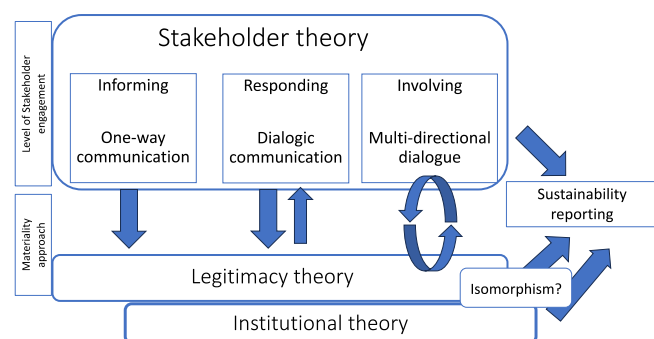 Level of Stakeholder
engagement
Stakeholder theory
Informing
One-way
communication
Responding
Dialogic
communication
Involving
Multi-directional
dialogue
Sustainability
reporting
Materiality
approach
Legitimacy theory
Isomorphism?
Institutional theory